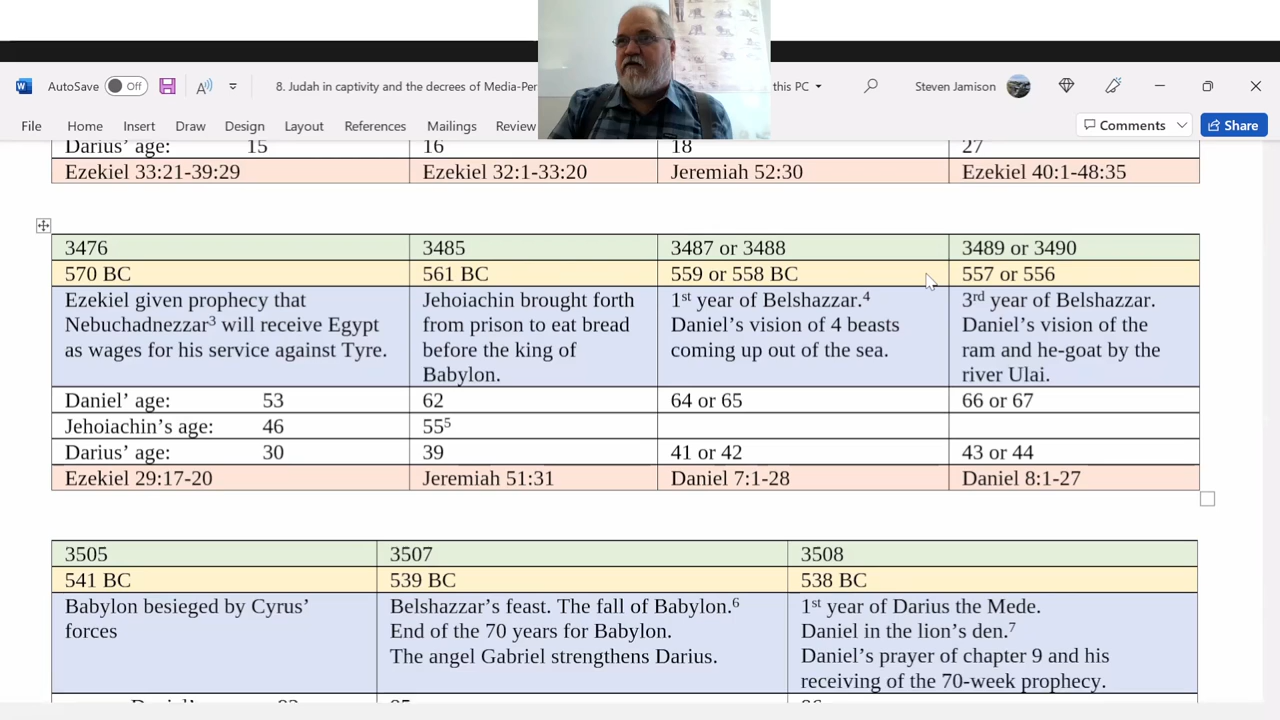 AutoSave Off 8. Judah in captivity and the decrees of Media-Per this PC Steven Jamison
File Home Insert Draw Design Layout References Mailings Review Comments Share
Darius' age: 15 16 18 27
Ezekiel 33:21-39:29 Ezekiel 32:1-33:20 Jeremiah 52:30 Ezekiel 40:1-48:35
3476 3485 3487 or 3488 3489 or 3490
570 BC 561 BC 559 or 558 BC 557 or 556
Ezekiel given prophecy that
Nebuchadnezzar³ will receive Egypt
as wages for his service against Tyre.
Jehoiachin brought forth
from prison to eat bread
before the king of
Babylon.
1st year of Belshazzar.⁴
Daniel's vision of 4 beasts
coming up out of the sea.
3rd year of Belshazzar.
Daniel's vision of the
ram and he-goat by the
river Ulai.
Daniel' age: 53 62 64 or 65 66 or 67
Jehoiachin's age: 46 55⁵
Darius' age: 30 39 41 or 42 43 or 44
Ezekiel 29:17-20 Jeremiah 51:31 Daniel 7:1-28 Daniel 8:1-27
3505 3507 3508
541 BC 539 BC 538 BC
Babylon besieged by Cyrus'
forces
Belshazzar's feast. The fall of Babylon.⁶
End of the 70 years for Babylon.
The angel Gabriel strengthens Darius.
1st year of Darius the Mede.
Daniel in the lion's den.⁷
Daniel's prayer of chapter 9 and his
receiving of the 70-week prophecy.